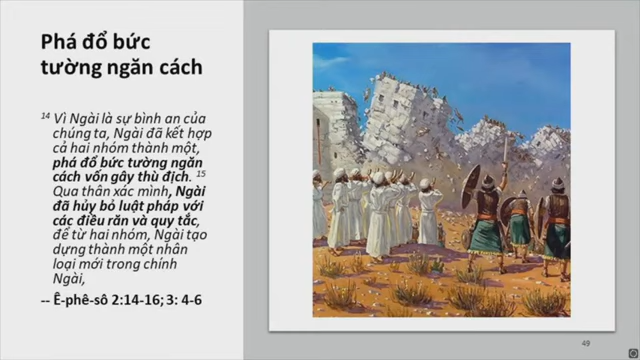 Phá đổ bức
tường ngăn cách
14 Vì Ngài là sự bình an của
chúng ta, Ngài đã kết hợp
cả hai nhóm thành một,
phá đổ bức tường ngăn
cách vốn gây thù địch. 15
Qua thân xác mình, Ngài
đã hủy bỏ luật pháp với
các điều răn và quy tắc,
để từ hai nhóm, Ngài tạo
dựng thành một nhân
loại mới trong chính
Ngài,
-- Ê-phê-sô 2:14-16; 3: 4-6
49